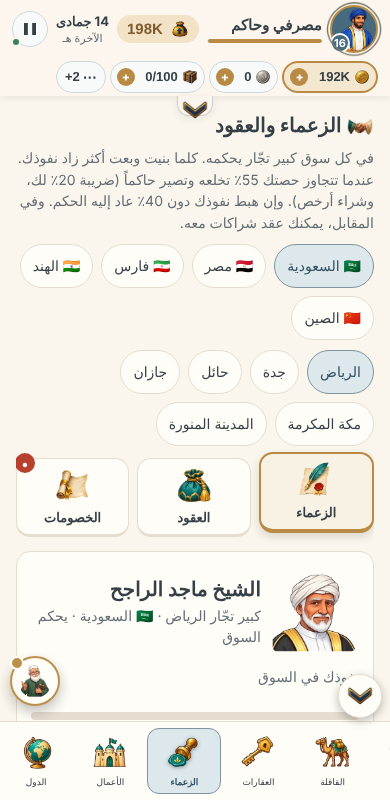 مصرفي وحاكم
16
198K
14 جمادى
الآخرة هـ
192K +
0 +
0/100 +
+2 ...
الزعماء والعقود
في كل سوق كبير تجّار يحكمه. كلما بنيت وبعت أكثر زاد نفوذك.
عندما تتجاوز حصتك 55٪ تخلعه وتصير حاكماً (ضريبة 20٪ لك،
وشراء أرخص). وإن هبط نفوذك دون 40٪ عاد إليه الحكم. وفي
المقابل، يمكنك عقد شراكات معه.
السعودية
مصر
فارس
الهند
الصين
الرياض
جدة
حائل
جازان
مكة المكرمة
المدينة المنورة
الزعماء
العقود
الخصومات
الشيخ ماجد الراجح
كبير تجّار الرياض · السعودية · يحكم
السوق
في السوق
القافلة
العقارات
الزعماء
الأعمال
الدول